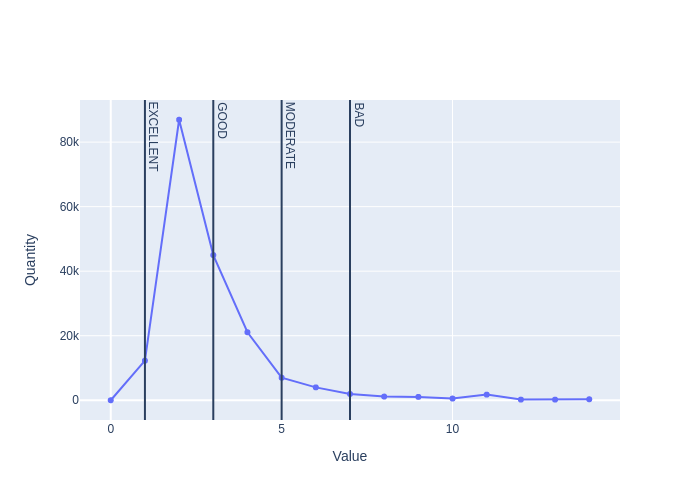 EXCELLENT
GOOD
MODERATE
BAD
80k
60k
40k
20k
0
Quantity
0
5
10
Value